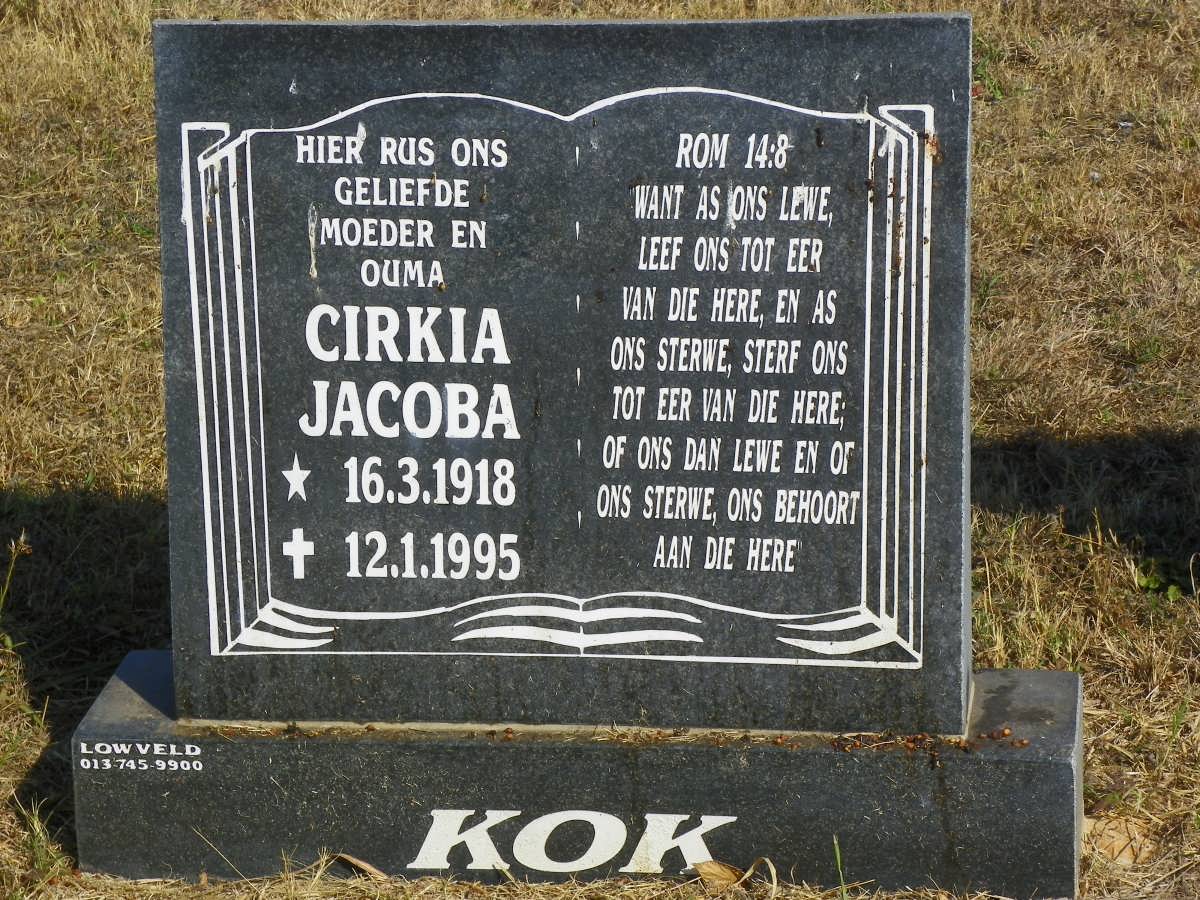 HIER RUS ONS
GELIEFDE
MOEDER EN
OUMA
CIRKIA
JACOBA
★ 16.3.1918
✝ 12.1.1995
ROM 14:8
"WANT AS ONS LEWE,
LEEF ONS TOT EER
VAN DIE HERE, EN AS
ONS STERWE, STERF ONS
TOT EER VAN DIE HERE;
OF ONS DAN LEWE EN OF
ONS STERWE, ONS BEHOORT
AAN DIE HERE"
LOWVELD
013-745-9900
KOK